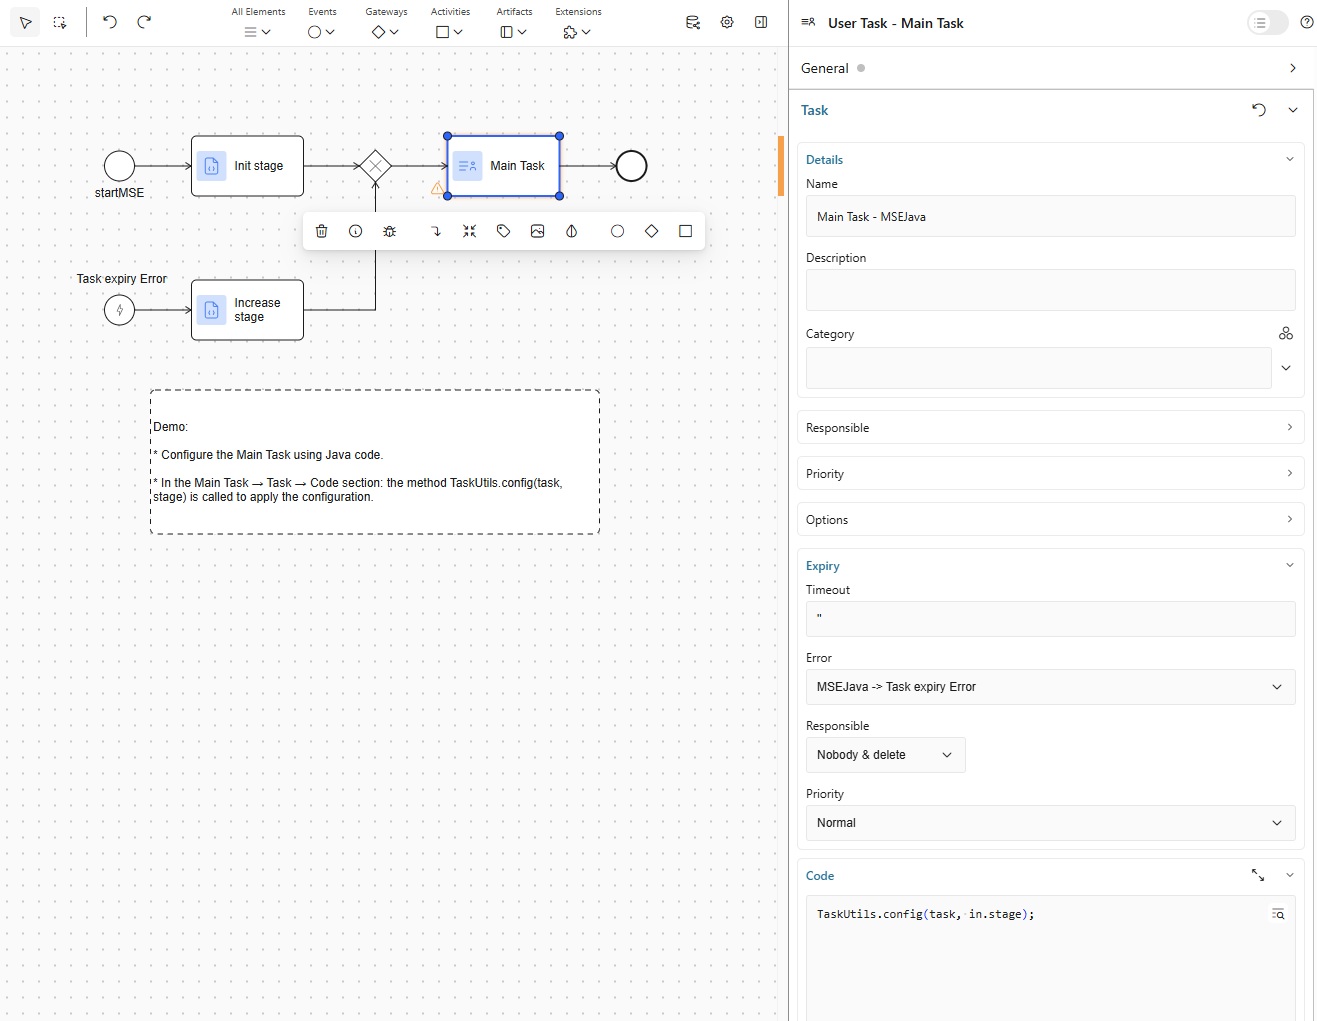 All Elements
Events
Gateways
Activities
Artifacts
Extensions
User Task - Main Task
General
Task
Details
Name
Main Task - MSEJava
Description
Category
Responsible
Priority
Options
Expiry
Timeout
''
Error
MSEJava -> Task expiry Error
Responsible
Nobody & delete
Priority
Normal
Code
TaskUtils.config(task, in.stage);
startMSE
Init stage
Main Task
Task expiry Error
Increase
stage
Demo:
* Configure the Main Task using Java code.
* In the Main Task → Task → Code section: the method TaskUtils.config(task,
stage) is called to apply the configuration.